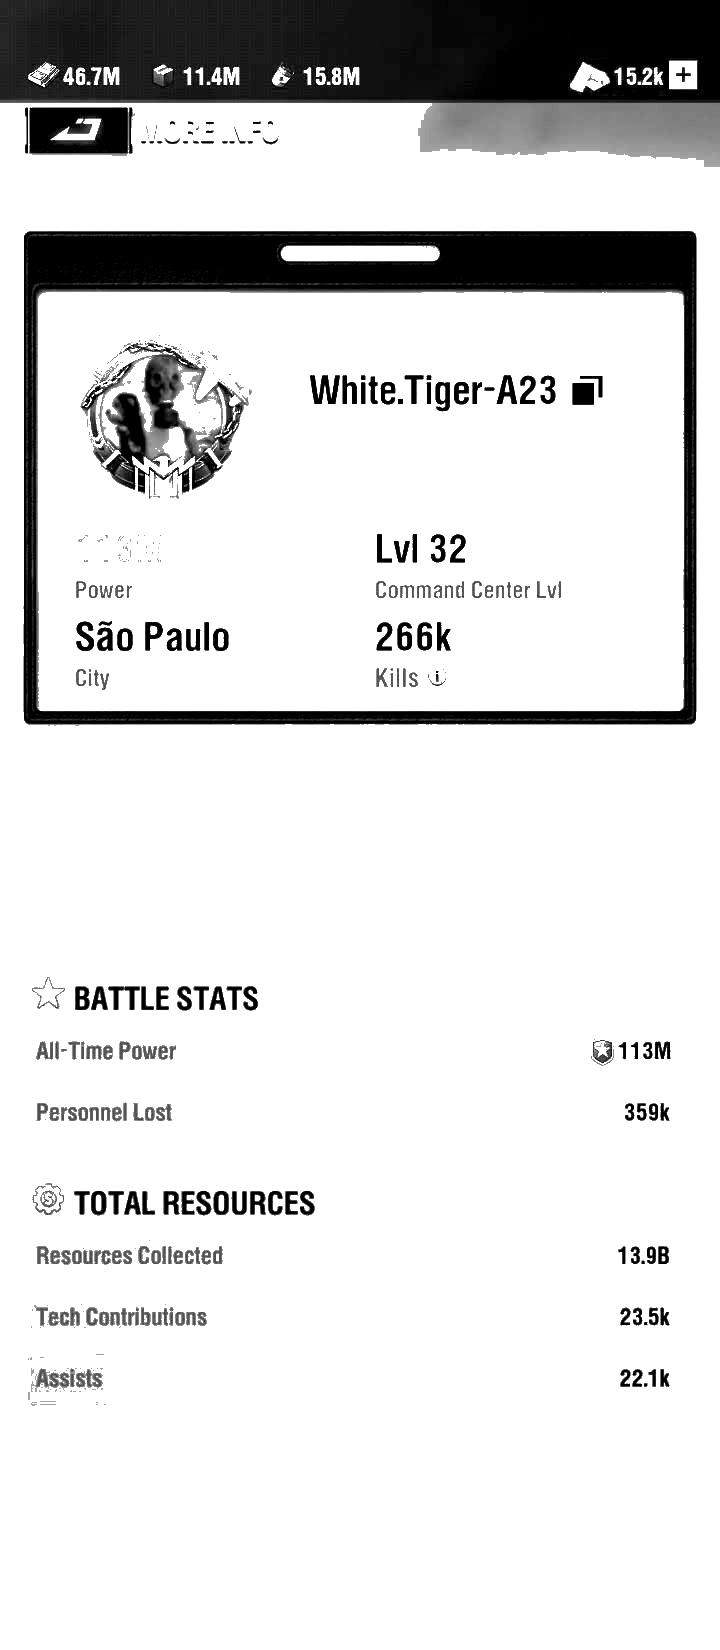 46.7M 11.4M 15.8M 15.2k +
MORE INFO
White.Tiger-A23
113M Lvl 32
Power Command Center Lvl
São Paulo 266k
City Kills
BATTLE STATS
All-Time Power 113M
Personnel Lost 359k
TOTAL RESOURCES
Resources Collected 13.9B
Tech Contributions 23.5k
Assists 22.1k